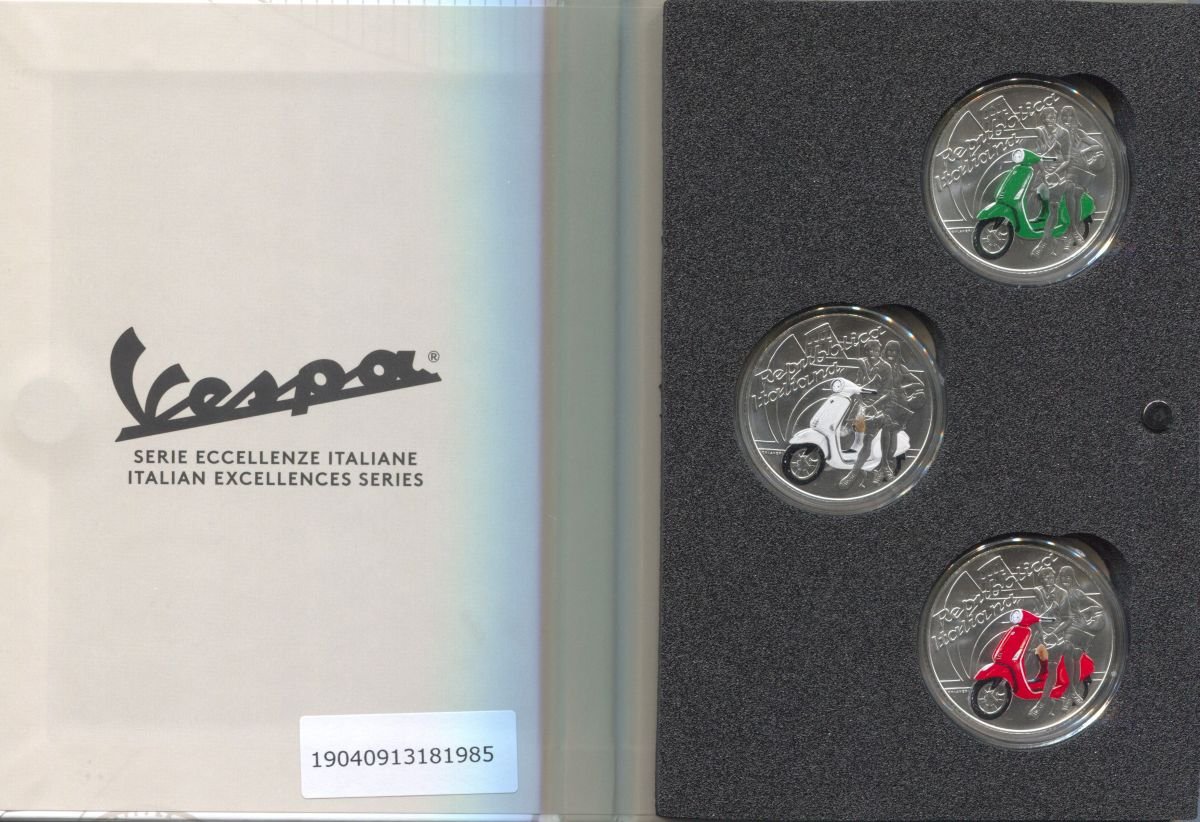 Vespa®
SERIE ECCELLENZE ITALIANE
ITALIAN EXCELLENCES SERIES
19040913181985
Repubblica
Italiana
Repubblica
Italiana
Repubblica
Italiana